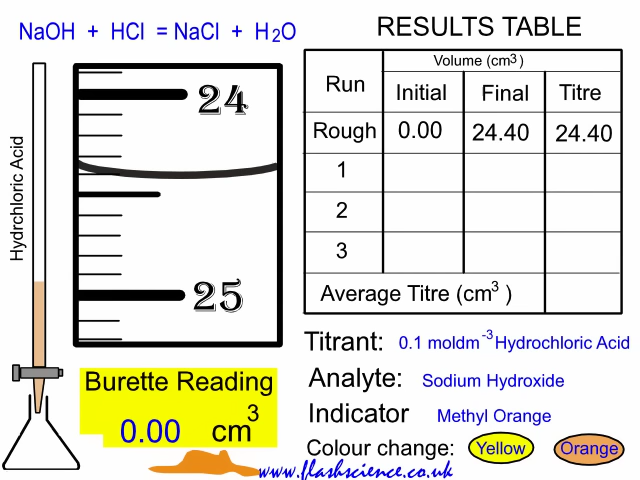 NaOH + HCl = NaCl + H2O
RESULTS TABLE
Volume (cm3)
Run Initial Final Titre
Rough 0.00 24.40 24.40
1
2
3
Average Titre (cm3)
Hydrchloric Acid
24
25
Burette Reading
0.00 cm3
Titrant: 0.1 moldm-3 Hydrochloric Acid
Analyte: Sodium Hydroxide
Indicator Methyl Orange
Colour change: Yellow Orange
www.flashscience.co.uk